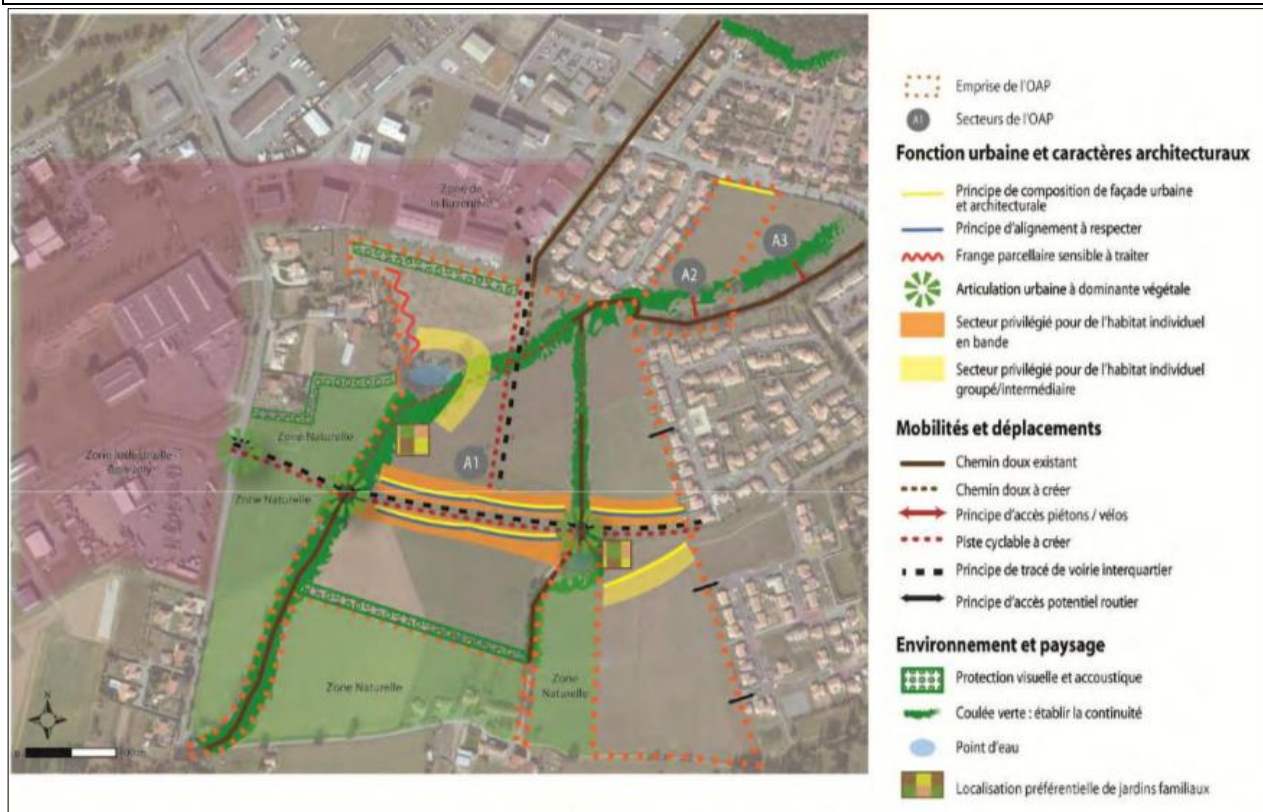 Zone de
la Buzenière
A3
A2
Zone Naturelle
A1
Zone Industrielle
Zone Naturelle
Zone Naturelle
Zone
Naturelle
N
0
100 m
Emprise de l'OAP
A1
Secteurs de l'OAP
Fonction urbaine et caractères architecturaux
Principe de composition de façade urbaine
et architecturale
Principe d'alignement à respecter
Frange parcellaire sensible à traiter
Articulation urbaine à dominante végétale
Secteur privilégié pour de l'habitat individuel
en bande
Secteur privilégié pour de l'habitat individuel
groupé/intermédiaire
Mobilités et déplacements
Chemin doux existant
Chemin doux à créer
Principe d'accès piétons / vélos
Piste cyclable à créer
Principe de tracé de voirie interquartier
Principe d'accès potentiel routier
Environnement et paysage
Protection visuelle et accoustique
Coulée verte : établir la continuité
Point d'eau
Localisation préférentielle de jardins familiaux